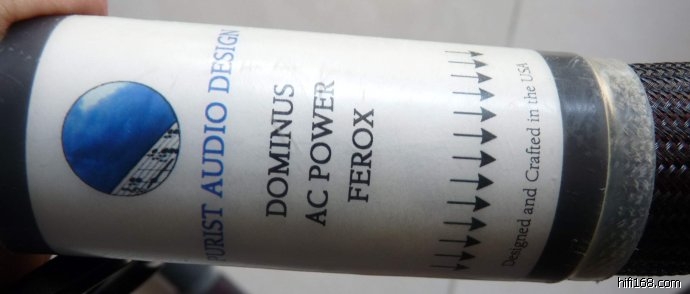 PURIST AUDIO DESIGN
DOMINUS
AC POWER
FEROX
Designed and Crafted in the USA
hifi168.com